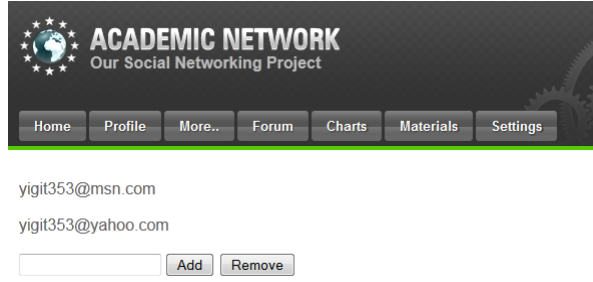 ACADEMIC NETWORK
Our Social Networking Project
Home Profile More.. Forum Charts Materials Settings
yigit353@msn.com
yigit353@yahoo.com
Add Remove